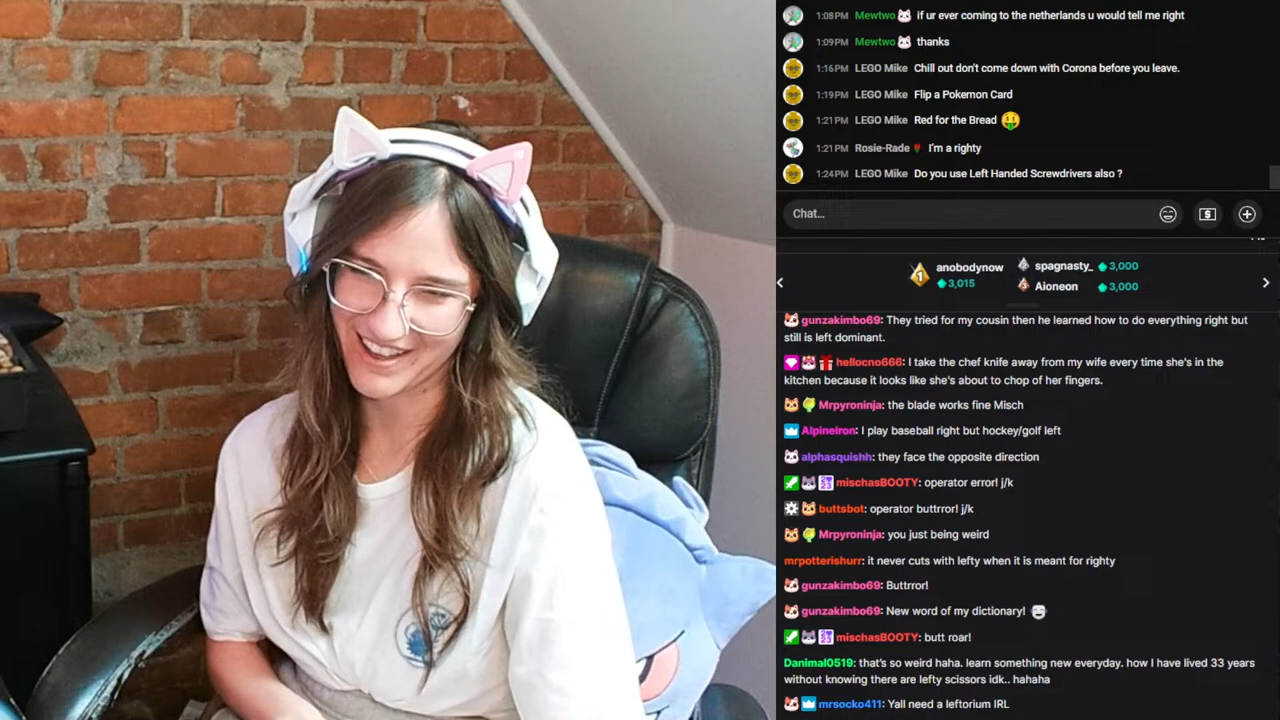 1:08PM Mewtwo if ur ever coming to the netherlands u would tell me right
1:09PM Mewtwo thanks
1:16PM LEGO Mike Chill out don't come down with Corona before you leave.
1:19PM LEGO Mike Flip a Pokemon Card
1:21PM LEGO Mike Red for the Bread
1:21PM Rosie-Rade I'm a righty
1:24PM LEGO Mike Do you use Left Handed Screwdrivers also ?
Chat...
1 anobodynow 3,015
2 spagnasty_ 3,000
3 Aioneon 3,000
gunzakimbo69: They tried for my cousin then he learned how to do everything right but
still is left dominant.
hellocno666: I take the chef knife away from my wife every time she's in the
kitchen because it looks like she's about to chop of her fingers.
Mrpyroninja: the blade works fine Misch
AlpineIron: I play baseball right but hockey/golf left
alphasquishh: they face the opposite direction
mischasBOOTY: operator error! j/k
buttsbot: operator buttrror! j/k
Mrpyroninja: you just being weird
mrpotterishurr: it never cuts with lefty when it is meant for righty
gunzakimbo69: Buttrror!
gunzakimbo69: New word of my dictionary!
mischasBOOTY: butt roar!
Danimal0519: that's so weird haha. learn something new everyday. how I have lived 33 years
without knowing there are lefty scissors idk.. hahaha
mrsocko411: Yall need a leftorium IRL